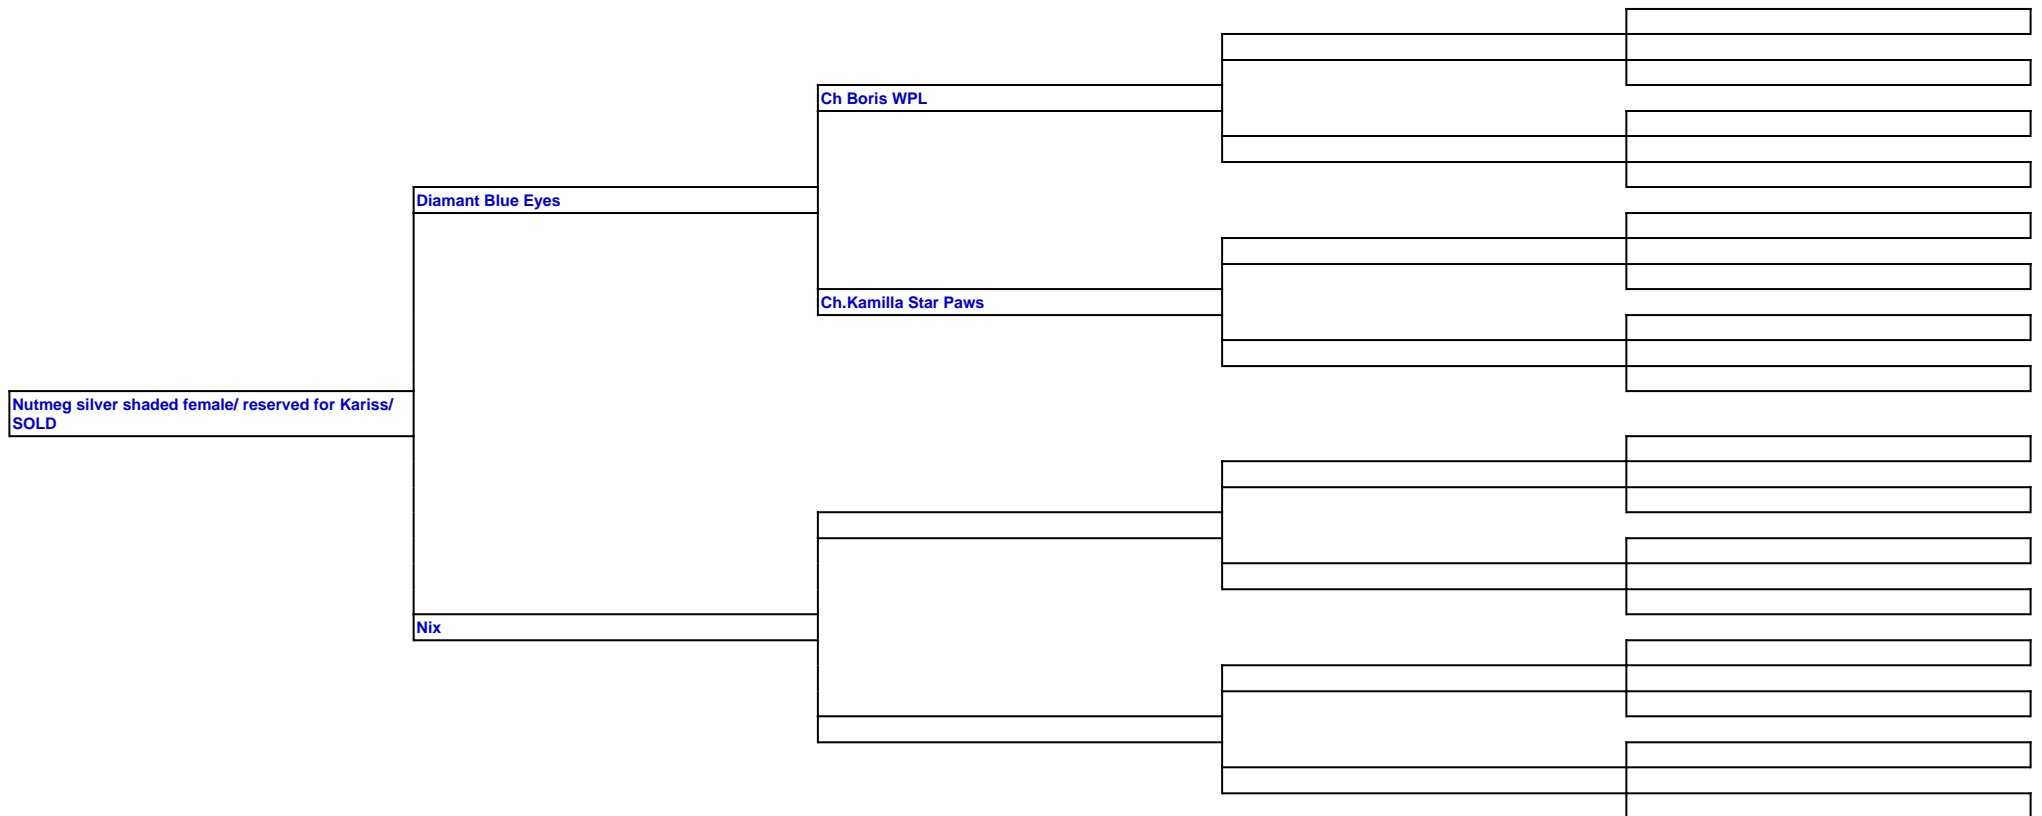 Ch Boris WPL
Diamant Blue Eyes
Ch.Kamilla Star Paws
Nutmeg silver shaded female/ reserved for Kariss/
SOLD
Nix